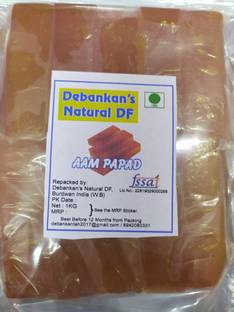 Debankan's
Natural DF
AAM PAPAD
fssai
Repacked by:
Debankan's Natural DF,
Burdwan India (W.B)
PK Date :
Net : 1KG
MRP :
See the MRP Sticker.
Best Before 12 Months from Packing